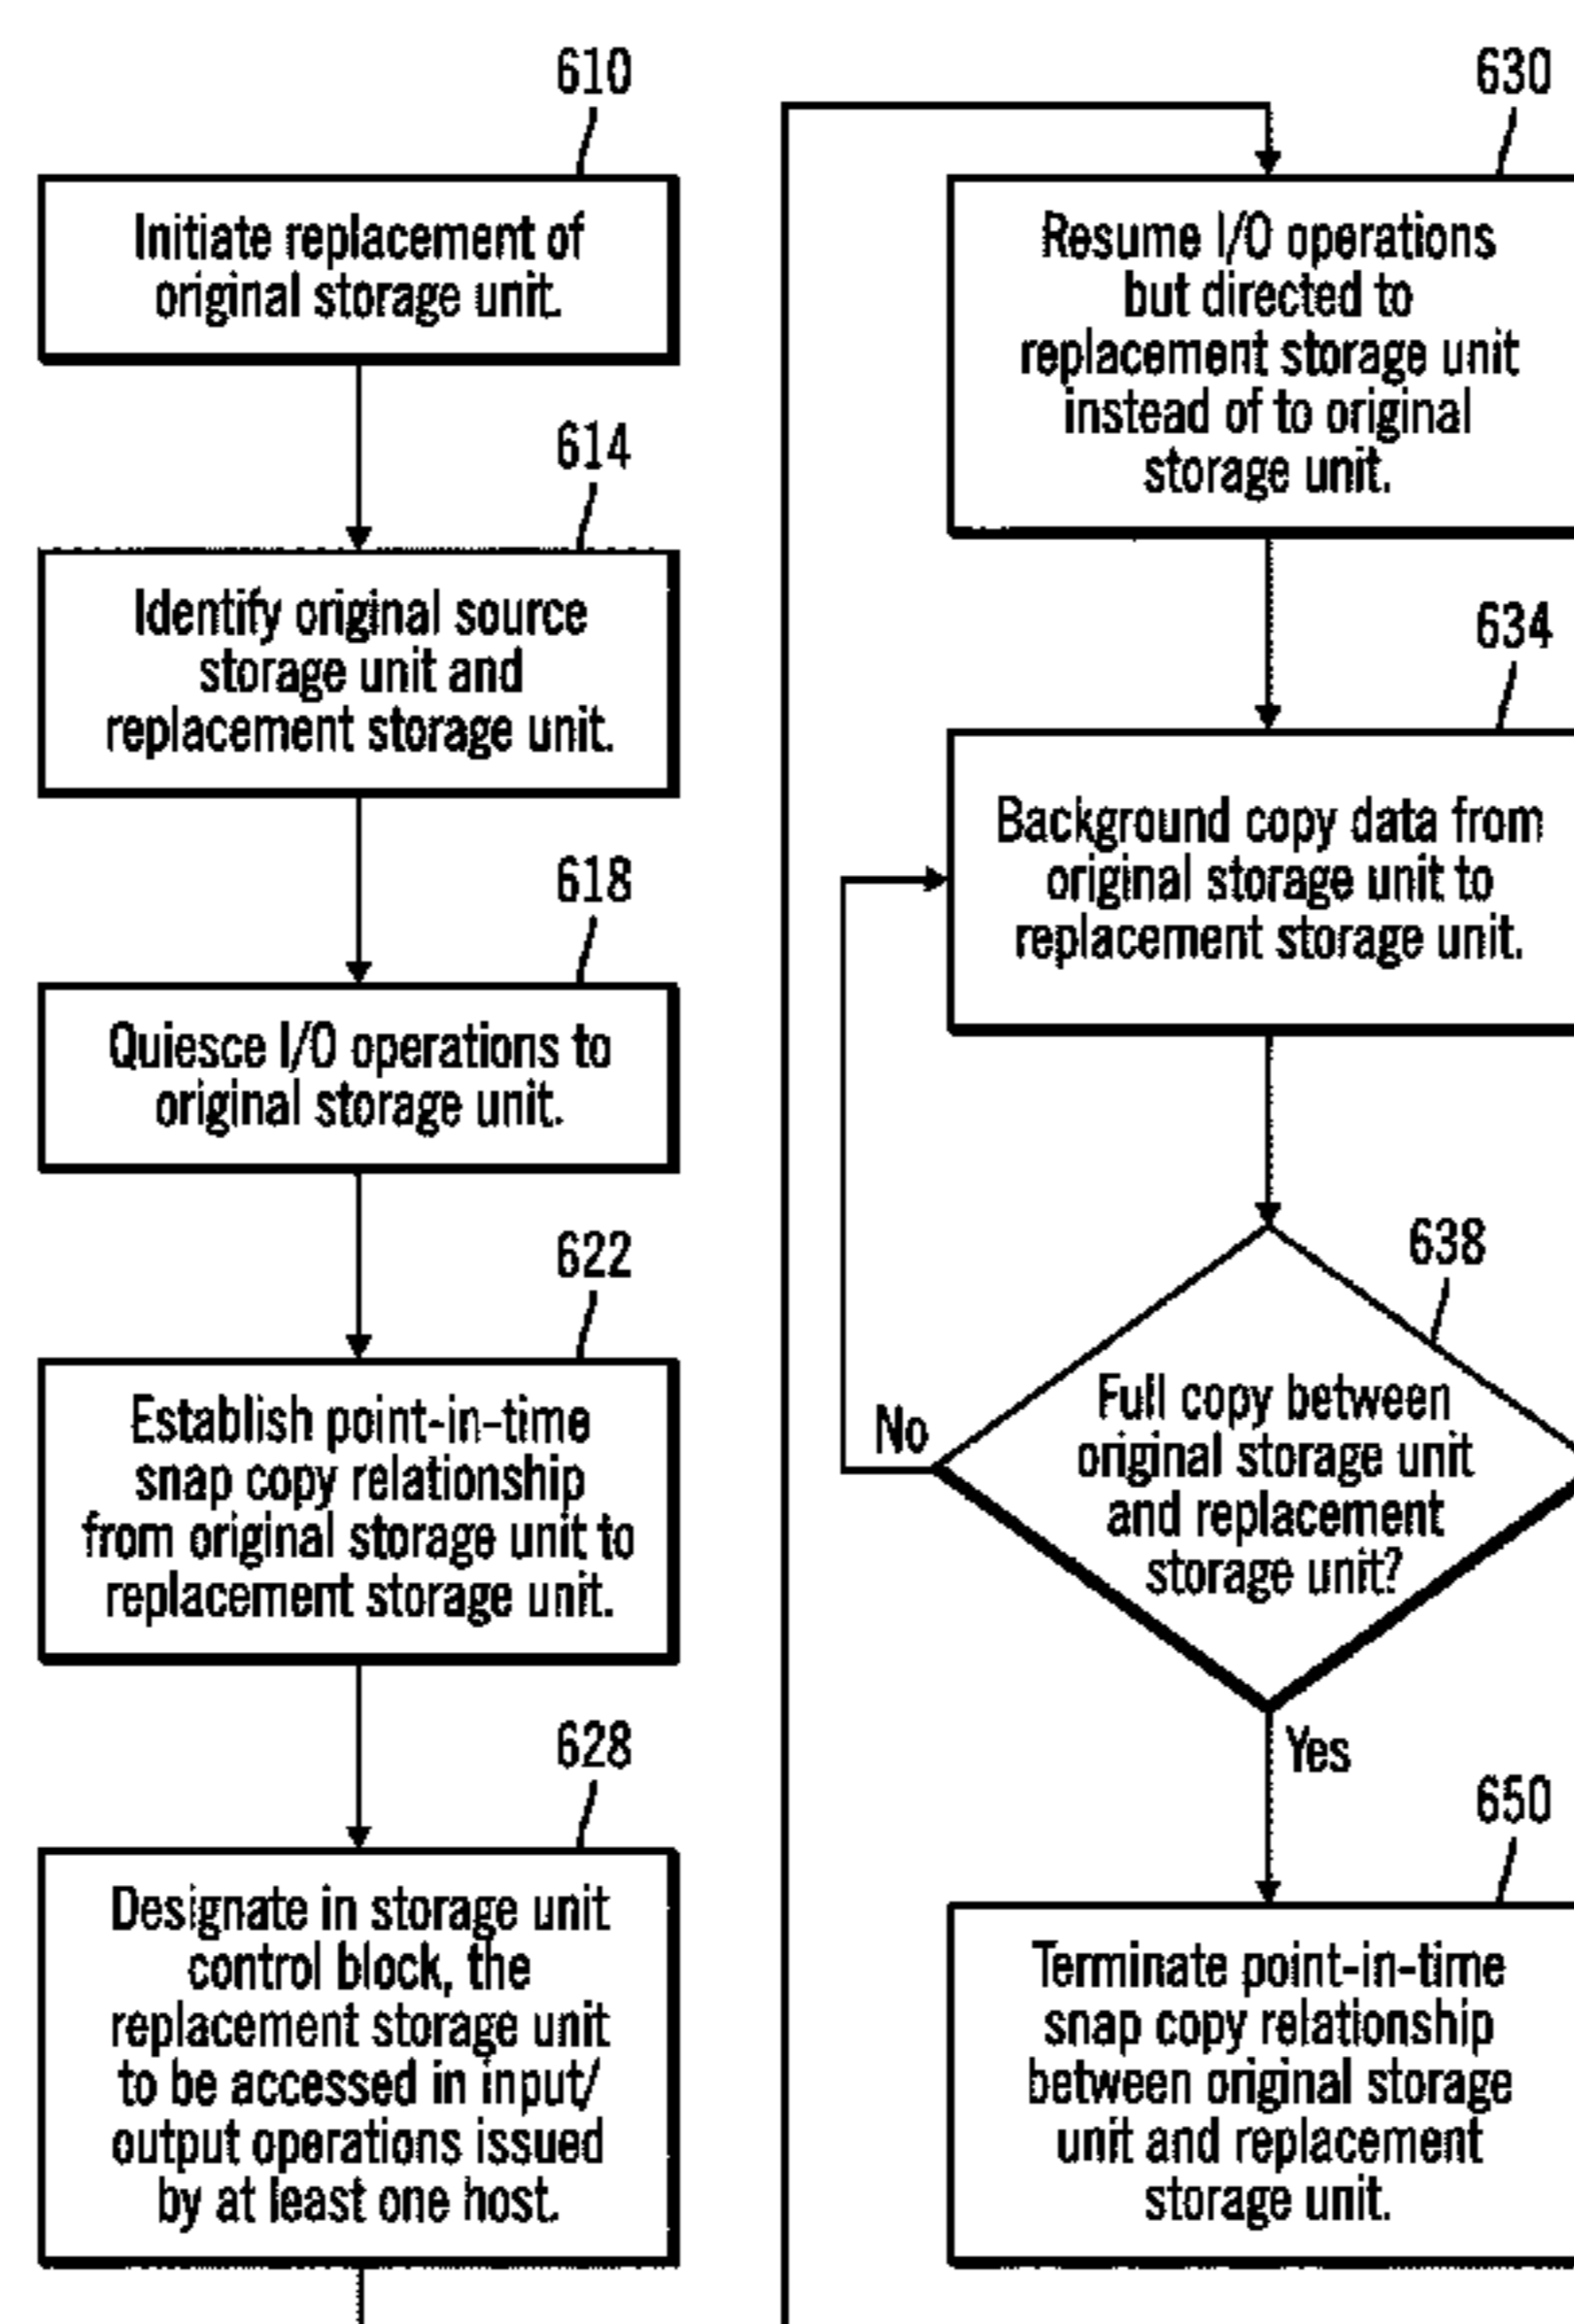 610
Initiate replacement of
original storage unit.
614
Identify original source
storage unit and
replacement storage unit.
618
Quiesce I/O operations to
original storage unit.
622
Establish point-in-time
snap copy relationship
from original storage unit to
replacement storage unit.
628
Designate in storage unit
control block, the
replacement storage unit
to be accessed in input/
output operations issued
by at least one host.
630
Resume I/O operations
but directed to
replacement storage unit
instead of to original
storage unit.
634
Background copy data from
original storage unit to
replacement storage unit.
638
Full copy between
original storage unit
and replacement
storage unit?
No
Yes
650
Terminate point-in-time
snap copy relationship
between original storage
unit and replacement
storage unit.